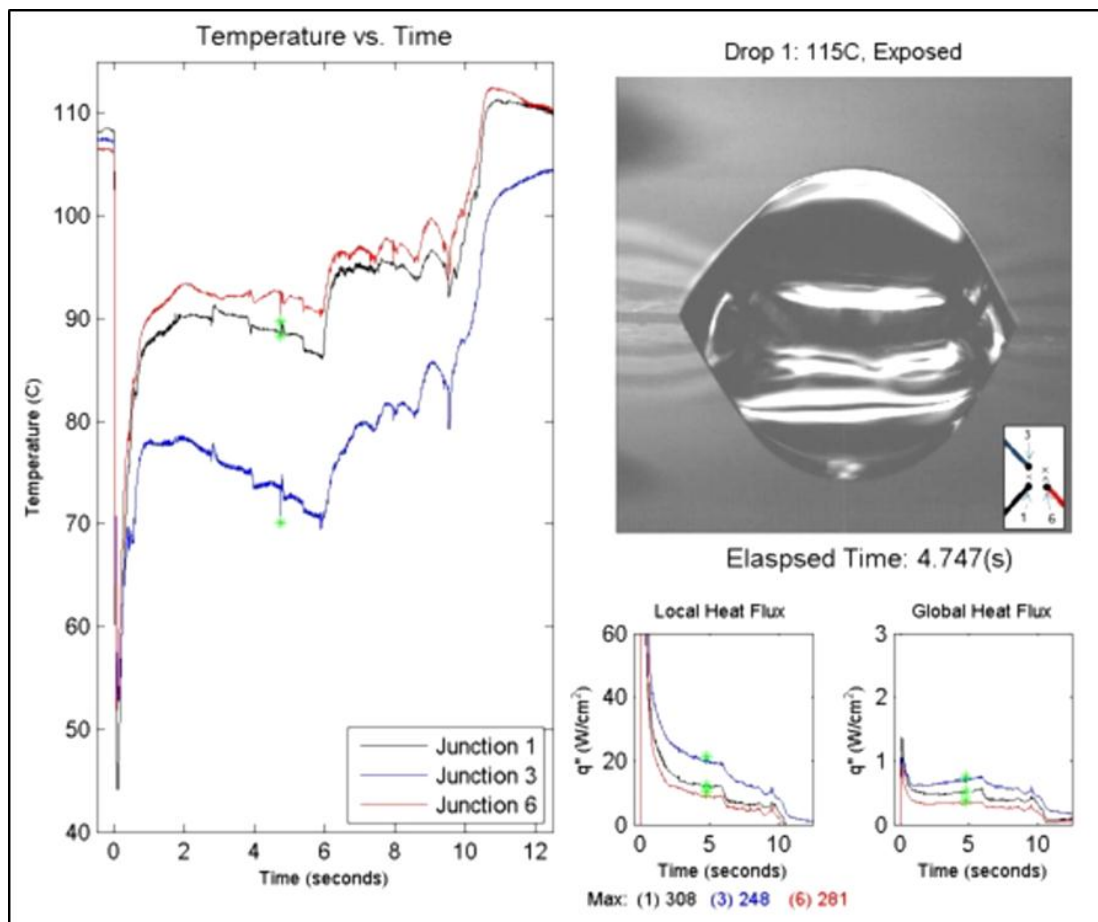 Temperature vs. Time
110
100
90
80
70
60
50
40
Temperature (C)
Junction 1
Junction 3
Junction 6
0 2 4 6 8 10 12
Time (seconds)
Drop 1: 115C, Exposed
3
1 6
Elaspsed Time: 4.747(s)
Local Heat Flux
60
40
20
0
q" (W/cm²)
0 5 10
Time (seconds)
Global Heat Flux
3
2
1
0
q" (W/cm²)
0 5 10
Time (seconds)
Max: (1) 308 (3) 248 (6) 281